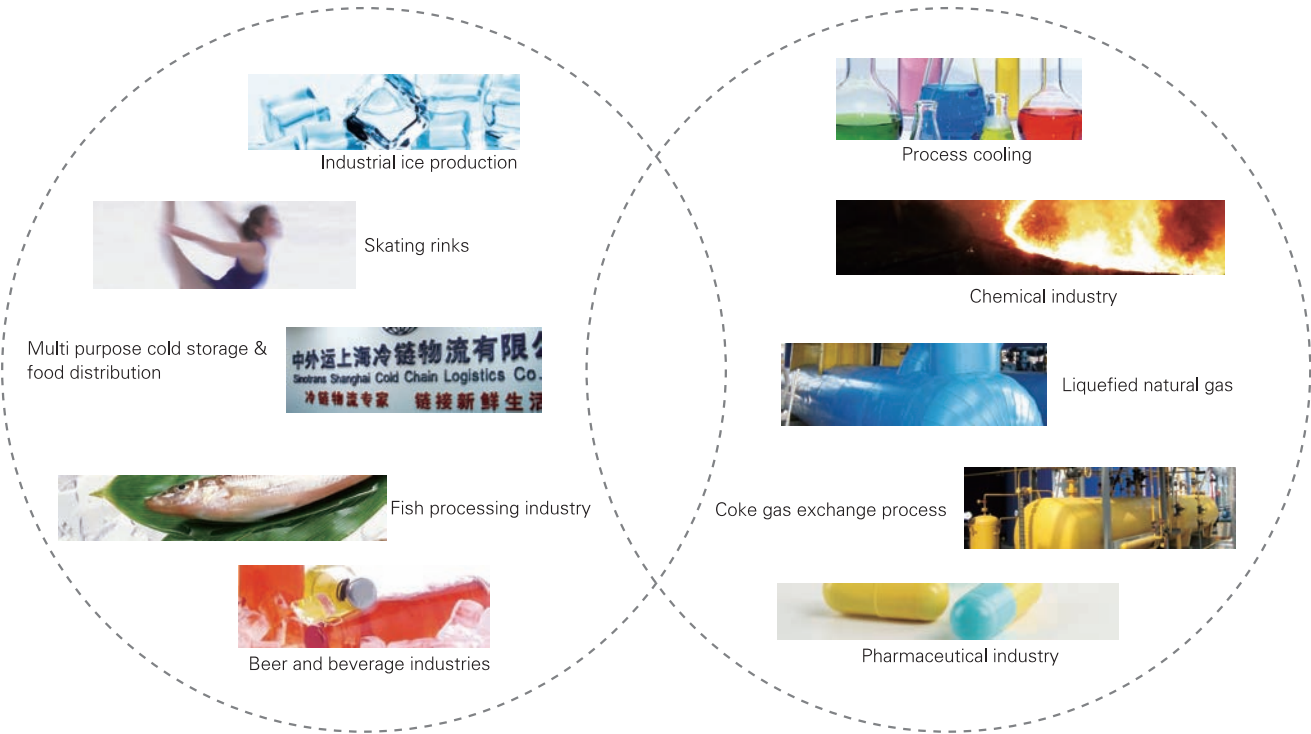 Industrial ice production
Skating rinks
Multi purpose cold storage &
food distribution
中外运上海冷链物流有限公
Sinotrans Shanghai Cold Chain Logistics Co.
冷链物流专家 链接新鲜生活
Fish processing industry
Beer and beverage industries
Process cooling
Chemical industry
Liquefied natural gas
Coke gas exchange process
Pharmaceutical industry